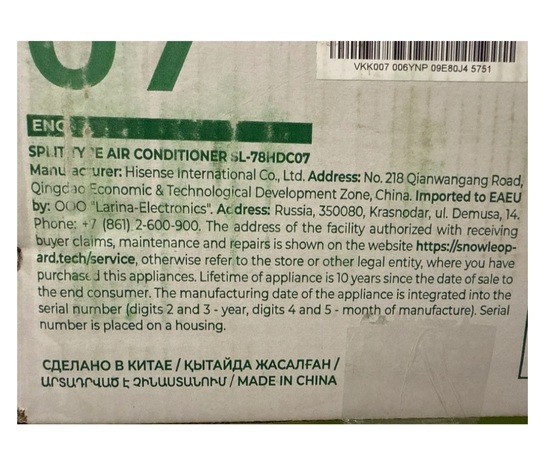 07
VKK007 006YNP 09E80J4 5751
ENG
SPLIT TYPE AIR CONDITIONER SL-78HDC07
Manufacturer: Hisense International Co., Ltd. Address: No. 218 Qianwangang Road,
Qingdao Economic & Technological Development Zone, China. Imported to EAEU
by: OOO "Larina-Electronics". Address: Russia, 350080, Krasnodar, ul. Demusa, 14.
Phone: +7 (861) 2-600-900. The address of the facility authorized with receiving
buyer claims, maintenance and repairs is shown on the website https://snowleop-
ard.tech/service, otherwise refer to the store or other legal entity, where you have
purchased this appliances. Lifetime of appliance is 10 years since the date of sale to
the end consumer. The manufacturing date of the appliance is integrated into the
serial number (digits 2 and 3 - year, digits 4 and 5 - month of manufacture). Serial
number is placed on a housing.
СДЕЛАНО В КИТАЕ / ҚЫТАЙДА ЖАСАЛҒАН /
ԱՐՏԱԴՐՎԱԾ Է ՉԻՆԱՍՏԱՆՈՒՄ / MADE IN CHINA